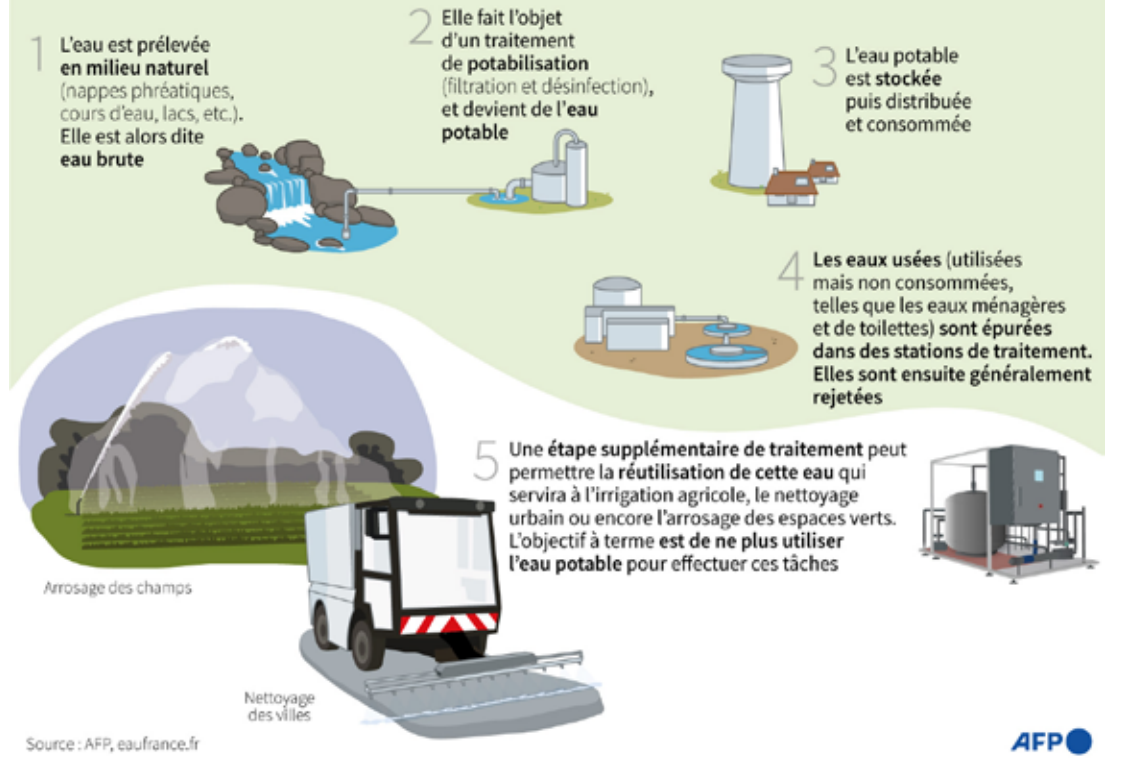 1
L'eau est prélevée
en milieu naturel
(nappes phréatiques,
cours d'eau, lacs, etc.).
Elle est alors dite
eau brute
2
Elle fait l'objet
d'un traitement
de potabilisation
(filtration et désinfection),
et devient de l'eau
potable
3
L'eau potable
est stockée
puis distribuée
et consommée
4
Les eaux usées (utilisées
mais non consommées,
telles que les eaux ménagères
et de toilettes) sont épurées
dans des stations de traitement.
Elles sont ensuite généralement
rejetées
5
Une étape supplémentaire de traitement peut
permettre la réutilisation de cette eau qui
servira à l'irrigation agricole, le nettoyage
urbain ou encore l'arrosage des espaces verts.
L'objectif à terme est de ne plus utiliser
l'eau potable pour effectuer ces tâches
Arrosage des champs
Nettoyage
des villes
Source : AFP, eaufrance.fr
AFP